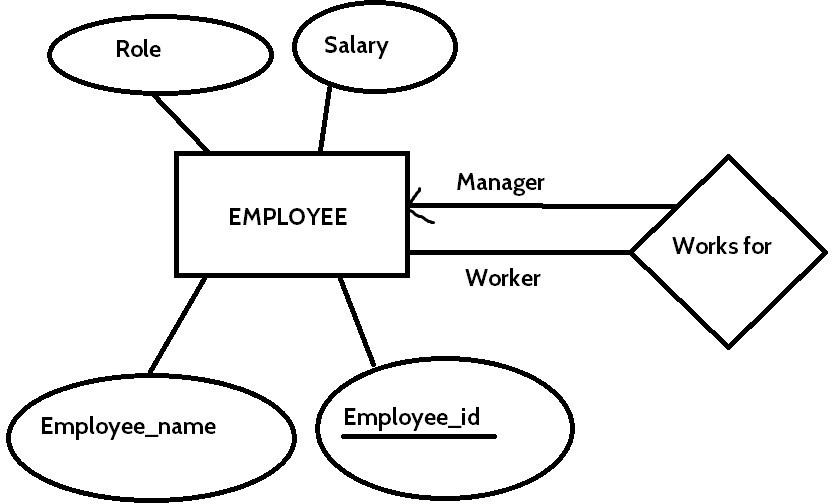 Role
Salary
EMPLOYEE
Manager
Works for
Worker
Employee_name
Employee_id